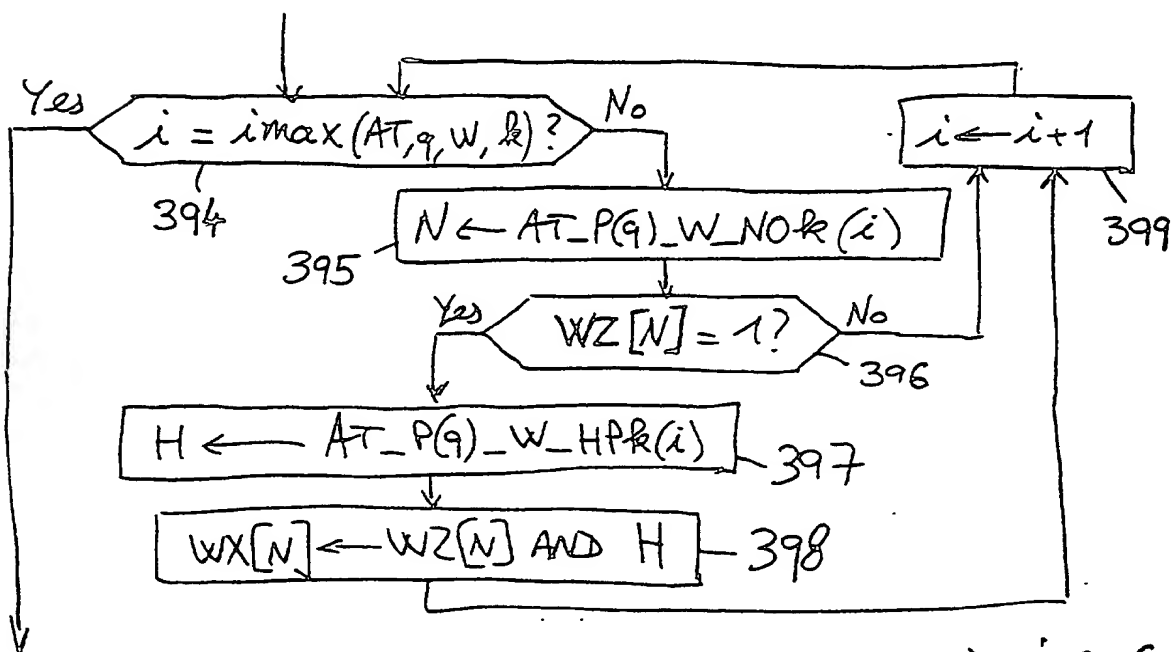 Yes
i = imax(AT, q, W, k)?
No
i ← i+1
394
399
N ← AT_P(q)_W_NOk(i)
395
Yes
WZ[N] = 1?
No
396
H ← AT_P(q)_W_HPk(i)
397
WX[N] ← WZ[N] AND H
398